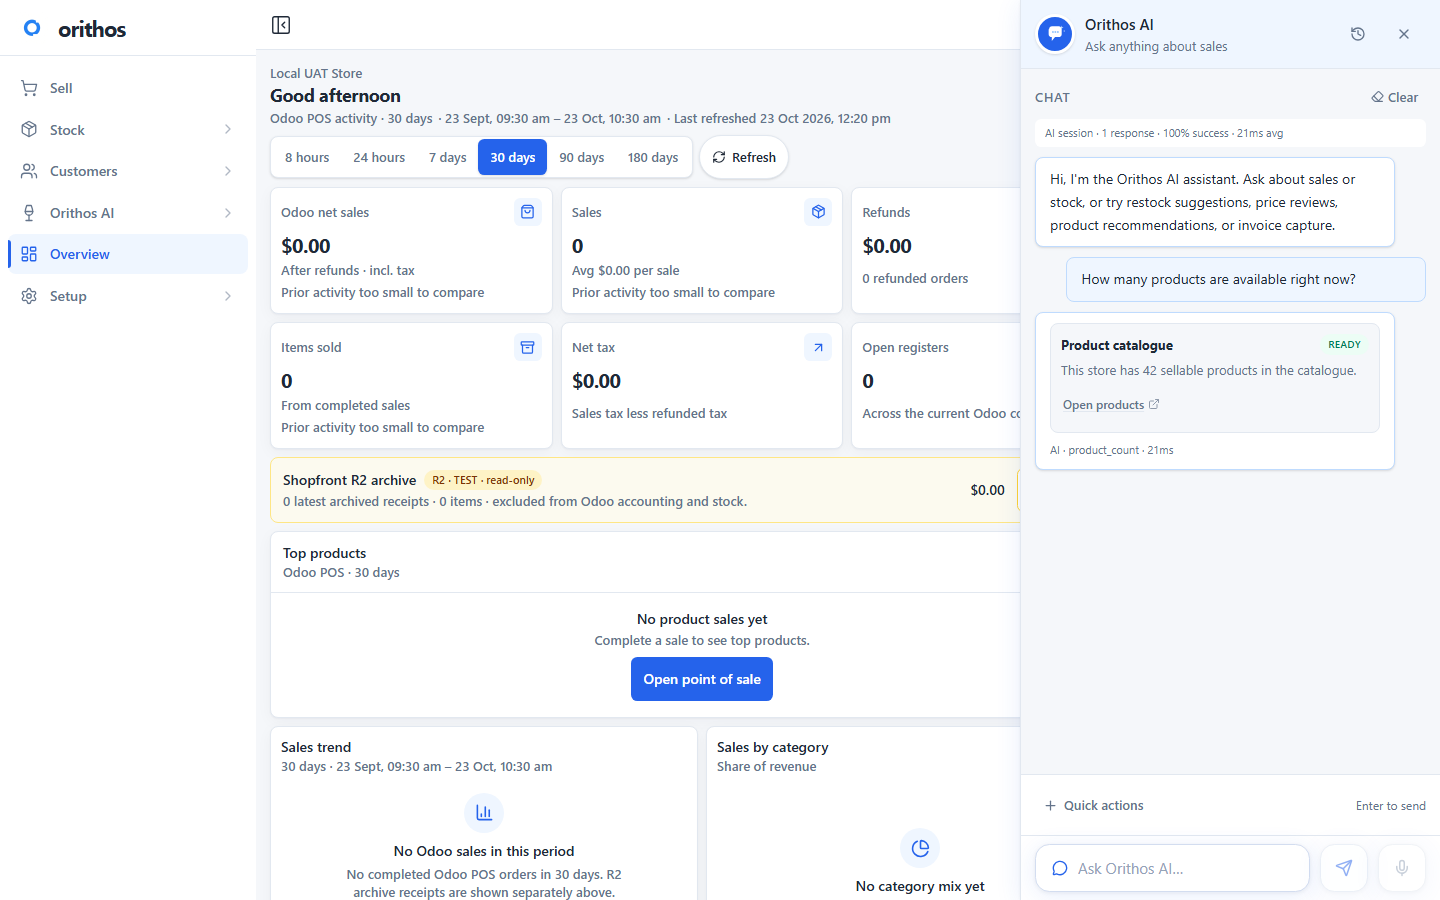 orithos
Sell
Stock
Customers
Orithos AI
Overview
Setup
Local UAT Store
Good afternoon
Odoo POS activity · 30 days · 23 Sept, 09:30 am – 23 Oct, 10:30 am · Last refreshed 23 Oct 2026, 12:20 pm
8 hours
24 hours
7 days
30 days
90 days
180 days
Refresh
Odoo net sales
$0.00
After refunds · incl. tax
Prior activity too small to compare
Sales
0
Avg $0.00 per sale
Prior activity too small to compare
Refunds
$0.00
0 refunded orders
Items sold
0
From completed sales
Prior activity too small to compare
Net tax
$0.00
Sales tax less refunded tax
Open registers
0
Across the current Odoo
Shopfront R2 archive
R2 · TEST · read-only
0 latest archived receipts · 0 items · excluded from Odoo accounting and stock.
$0.00
Top products
Odoo POS · 30 days
No product sales yet
Complete a sale to see top products.
Open point of sale
Sales trend
30 days · 23 Sept, 09:30 am – 23 Oct, 10:30 am
No Odoo sales in this period
No completed Odoo POS orders in 30 days. R2
archive receipts are shown separately above.
Sales by category
Share of revenue
No category mix yet
Orithos AI
Ask anything about sales
CHAT
Clear
AI session · 1 response · 100% success · 21ms avg
Hi, I'm the Orithos AI assistant. Ask about sales or
stock, or try restock suggestions, price reviews,
product recommendations, or invoice capture.
How many products are available right now?
Product catalogue
READY
This store has 42 sellable products in the catalogue.
Open products
AI · product_count · 21ms
Quick actions
Enter to send
Ask Orithos AI...